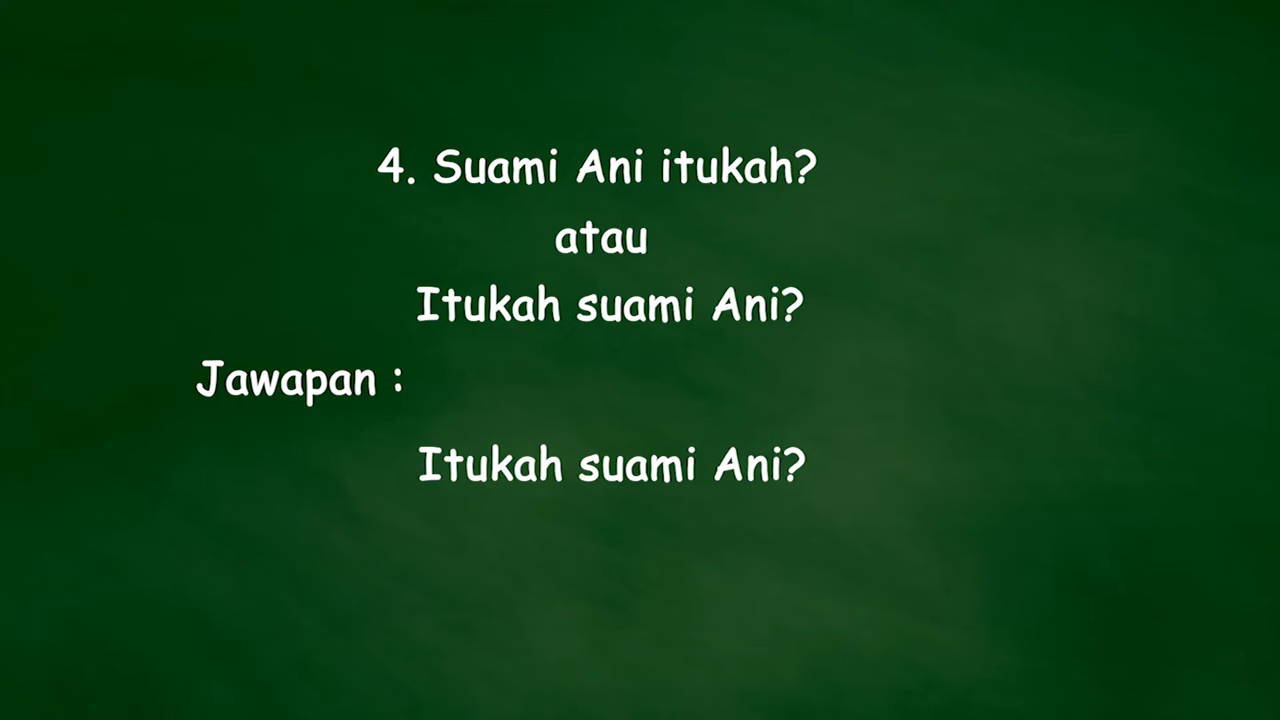 4. Suami Ani itukah?
atau
Itukah suami Ani?
Jawapan :
Itukah suami Ani?